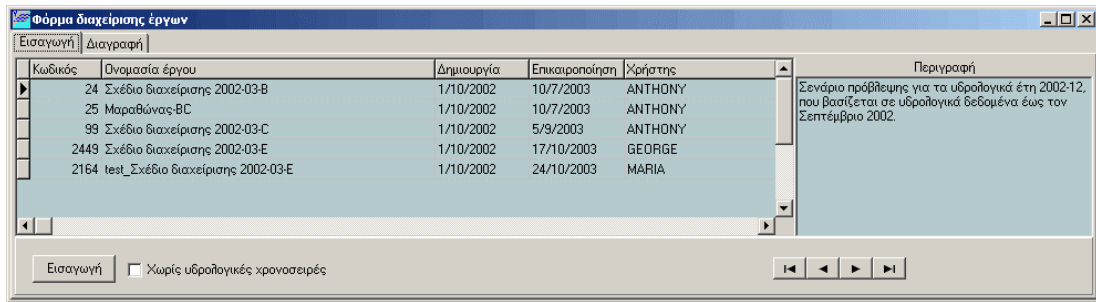 Φόρμα διαχείρισης έργων
Εισαγωγή Διαγραφή
Κωδικός Ονομασία έργου Δημιουργία Επικαιροποίηση Χρήστης Περιγραφή
24 Σχέδιο διαχείρισης 2002-03-B 1/10/2002 10/7/2003 ANTHONY
25 Μαραθώνας-BC 1/10/2002 10/7/2003 ANTHONY
99 Σχέδιο διαχείρισης 2002-03-C 1/10/2002 5/9/2003 ANTHONY
2449 Σχέδιο διαχείρισης 2002-03-E 1/10/2002 17/10/2003 GEORGE
2164 test_Σχέδιο διαχείρισης 2002-03-E 1/10/2002 24/10/2003 MARIA
Σενάριο πρόβλεψης για τα υδρολογικά έτη 2002-12,
που βασίζεται σε υδρολογικά δεδομένα έως τον
Σεπτέμβριο 2002.
Εισαγωγή Χωρίς υδρολογικές χρονοσειρές